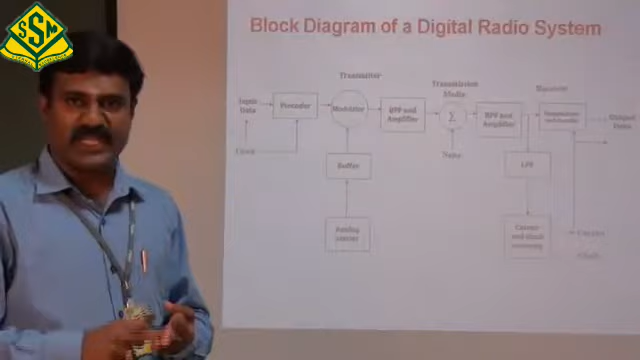 SSM
Block Diagram of a Digital Radio System
Transmitter
Transmission
Media
Receiver
Input
Data
Precoder
Modulator
BPF and
Amplifier
Σ
BPF and
Amplifier
Output
Data
Clock
Noise
Buffer
LPF
Analog
carrier
Carrier
and clock
recovery
Carrier
Clock